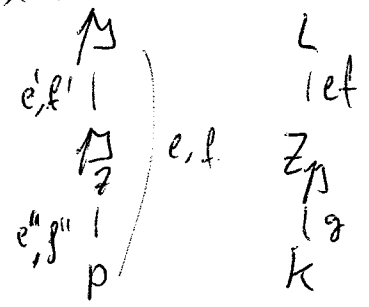 𝔓 L
e',f' ef
𝔓_Z e, f. Z_𝔓
e'',f'' g
p k